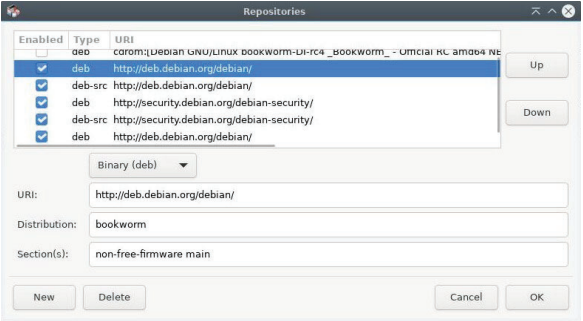 Repositories
Enabled Type URI
deb cdrom:[Debian GNU/Linux bookworm-DI-rc4 _Bookworm_ - Official RC amd64 NE
deb http://deb.debian.org/debian/
deb-src http://deb.debian.org/debian/
deb http://security.debian.org/debian-security/
deb-src http://security.debian.org/debian-security/
deb http://deb.debian.org/debian/
Up
Down
Binary (deb)
URI: http://deb.debian.org/debian/
Distribution: bookworm
Section(s): non-free-firmware main
New Delete Cancel OK